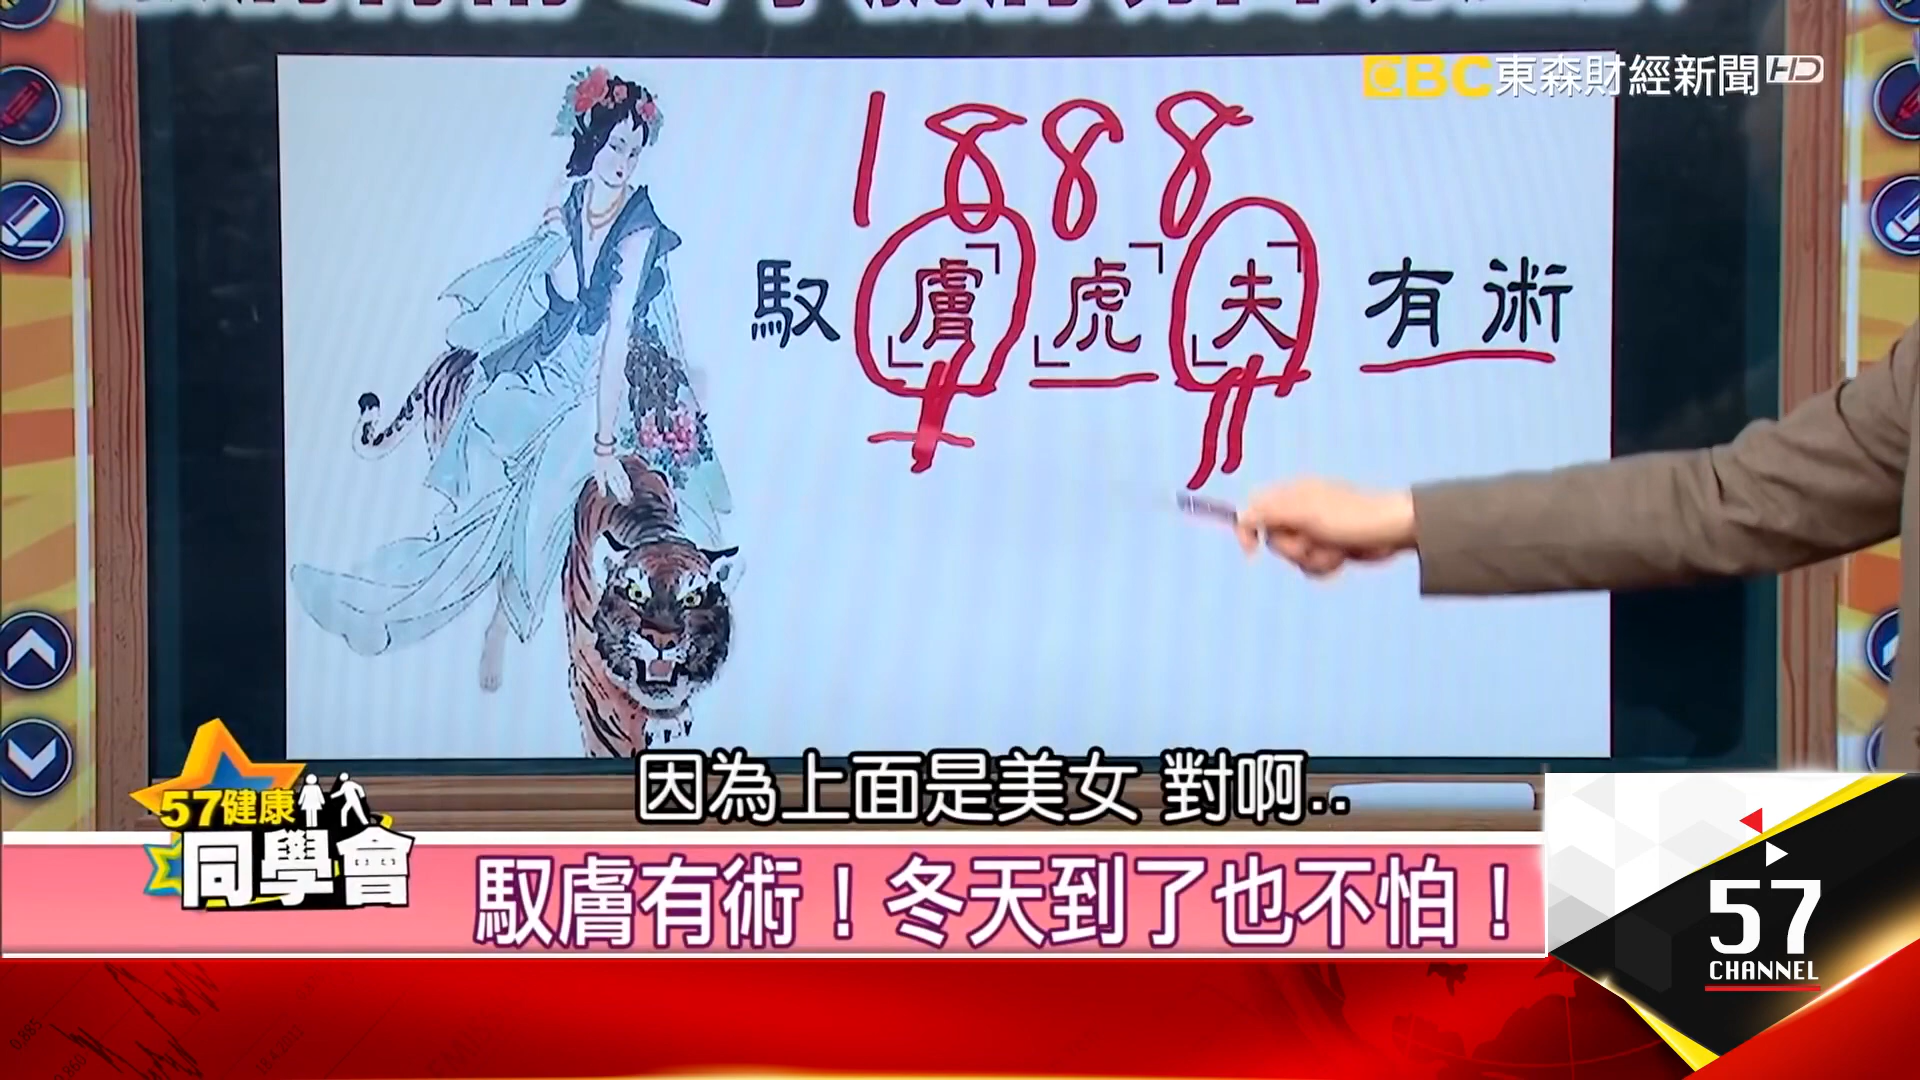 EBC東森財經新聞HD
1888
馭「膚」「虎」「夫」有術
因為上面是美女 對啊..
57健康
同學會
馭膚有術！冬天到了也不怕！
57
CHANNEL